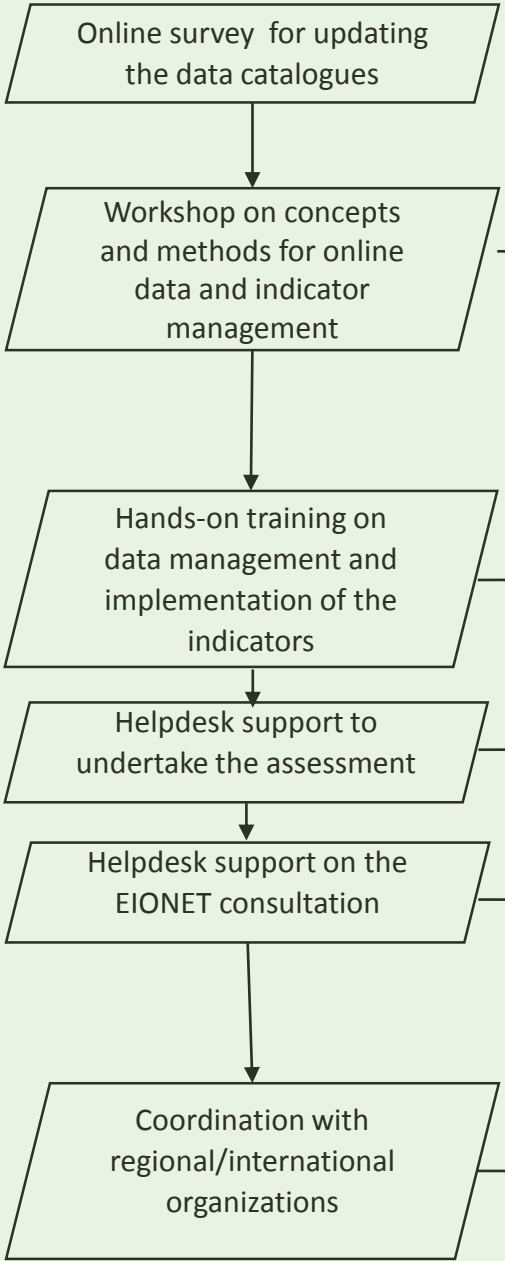 Online survey for updating
the data catalogues
Workshop on concepts
and methods for online
data and indicator
management
Hands-on training on
data management and
implementation of the
indicators
Helpdesk support to
undertake the assessment
Helpdesk support on the
EIONET consultation
Coordination with
regional/international
organizations